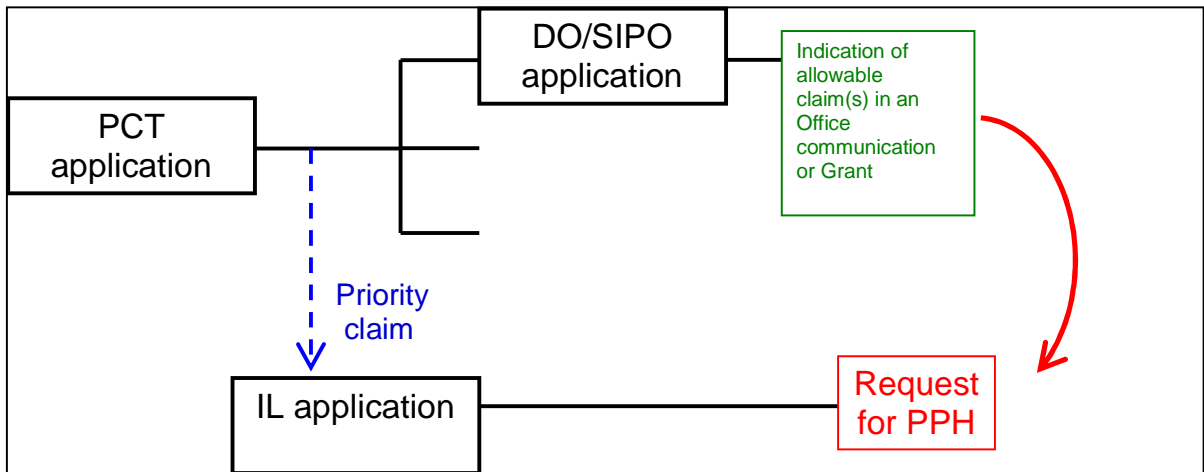 DO/SIPO
application
Indication of
allowable
claim(s) in an
Office
communication
or Grant
PCT
application
Priority
claim
IL application
Request
for PPH